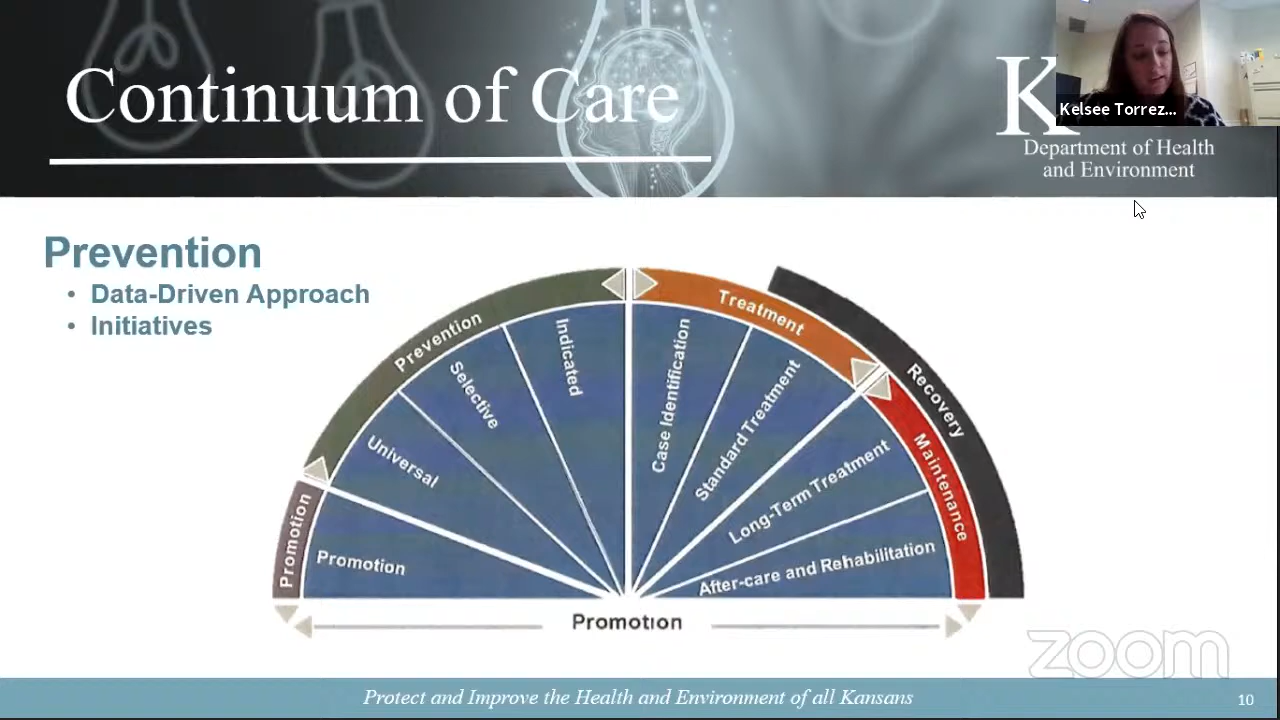 Continuum of Care
K
Kelsee Torrez...
Department of Health
and Environment
Prevention
• Data-Driven Approach
• Initiatives
Promotion
Prevention
Treatment
Recovery
Maintenance
Promotion
Universal
Selective
Indicated
Case Identification
Standard Treatment
Long-Term Treatment
After-care and Rehabilitation
Promotion
zoom
Protect and Improve the Health and Environment of all Kansans
10